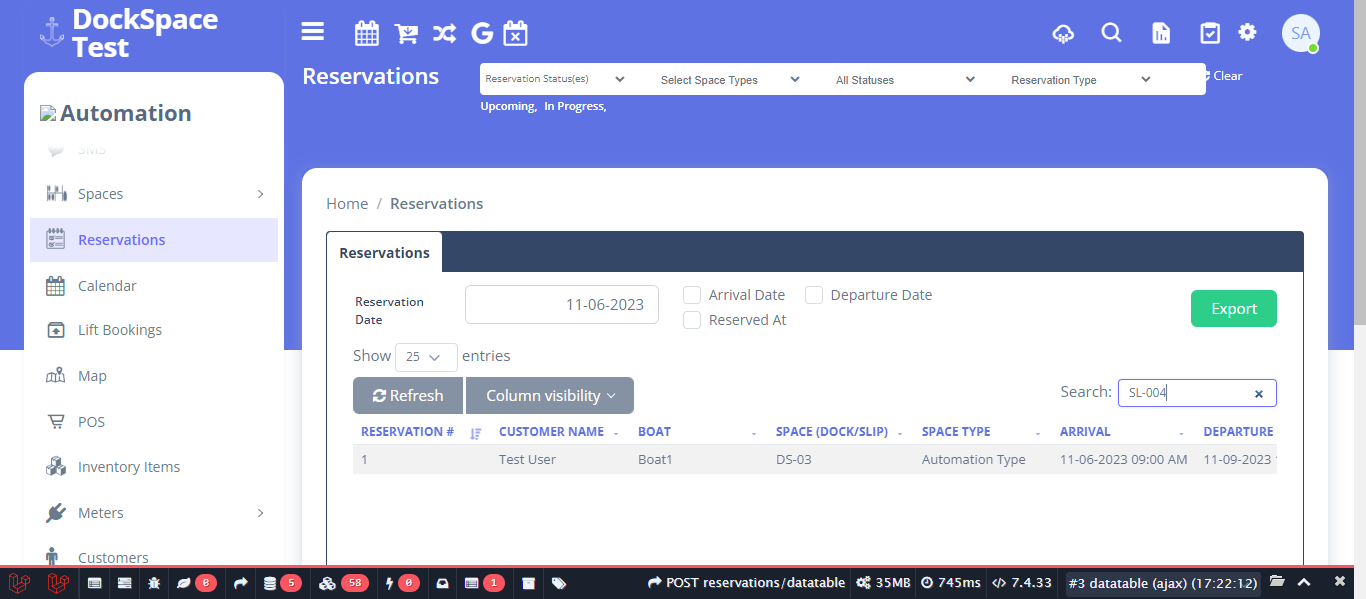 DockSpace
Test
SA
Reservations
Reservation Status(es)
Select Space Types
All Statuses
Reservation Type
Clear
Upcoming, In Progress,
Automation
SMS
Spaces
Reservations
Calendar
Lift Bookings
Map
POS
Inventory Items
Meters
Customers
Home / Reservations
Reservations
Reservation
Date
11-06-2023
Arrival Date
Departure Date
Reserved At
Export
Show 25 entries
Refresh
Column visibility
Search: SL-004
RESERVATION # CUSTOMER NAME BOAT SPACE (DOCK/SLIP) SPACE TYPE ARRIVAL DEPARTURE
1 Test User Boat1 DS-03 Automation Type 11-06-2023 09:00 AM 11-09-2023
0 5 58 0 1 POST reservations/datatable 35MB 745ms 7.4.33 #3 datatable (ajax) (17:22:12)